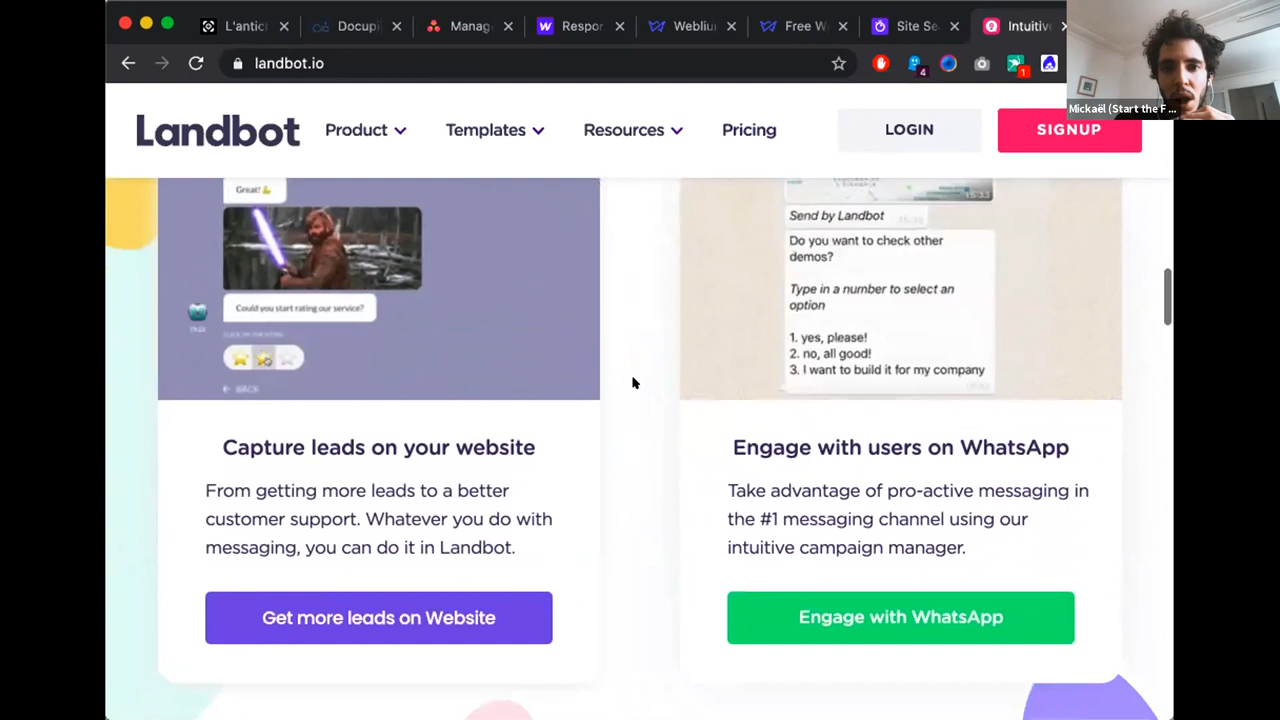 L'antic
Docupi
Manag
Respor
Webliu
Free W
Site Se
Intuitiv
landbot.io
4
1
Mickaël (Start the F ...
Landbot
Product
Templates
Resources
Pricing
LOGIN
SIGNUP
Great!
Could you start rating our service?
BACK
15:33
Send by Landbot
Do you want to check other
demos?
Type in a number to select an
option
1. yes, please!
2. no, all good!
3. I want to build it for my company
Capture leads on your website
From getting more leads to a better
customer support. Whatever you do with
messaging, you can do it in Landbot.
Get more leads on Website
Engage with users on WhatsApp
Take advantage of pro-active messaging in
the #1 messaging channel using our
intuitive campaign manager.
Engage with WhatsApp